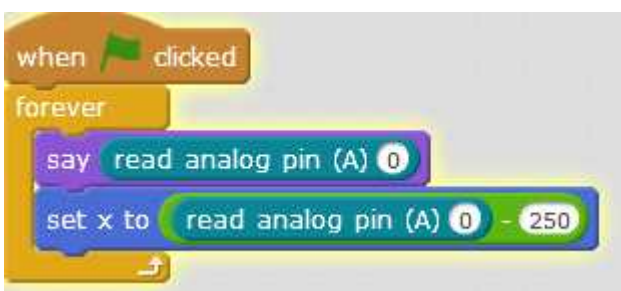 when clicked
forever
say read analog pin (A) 0
set x to read analog pin (A) 0 - 250